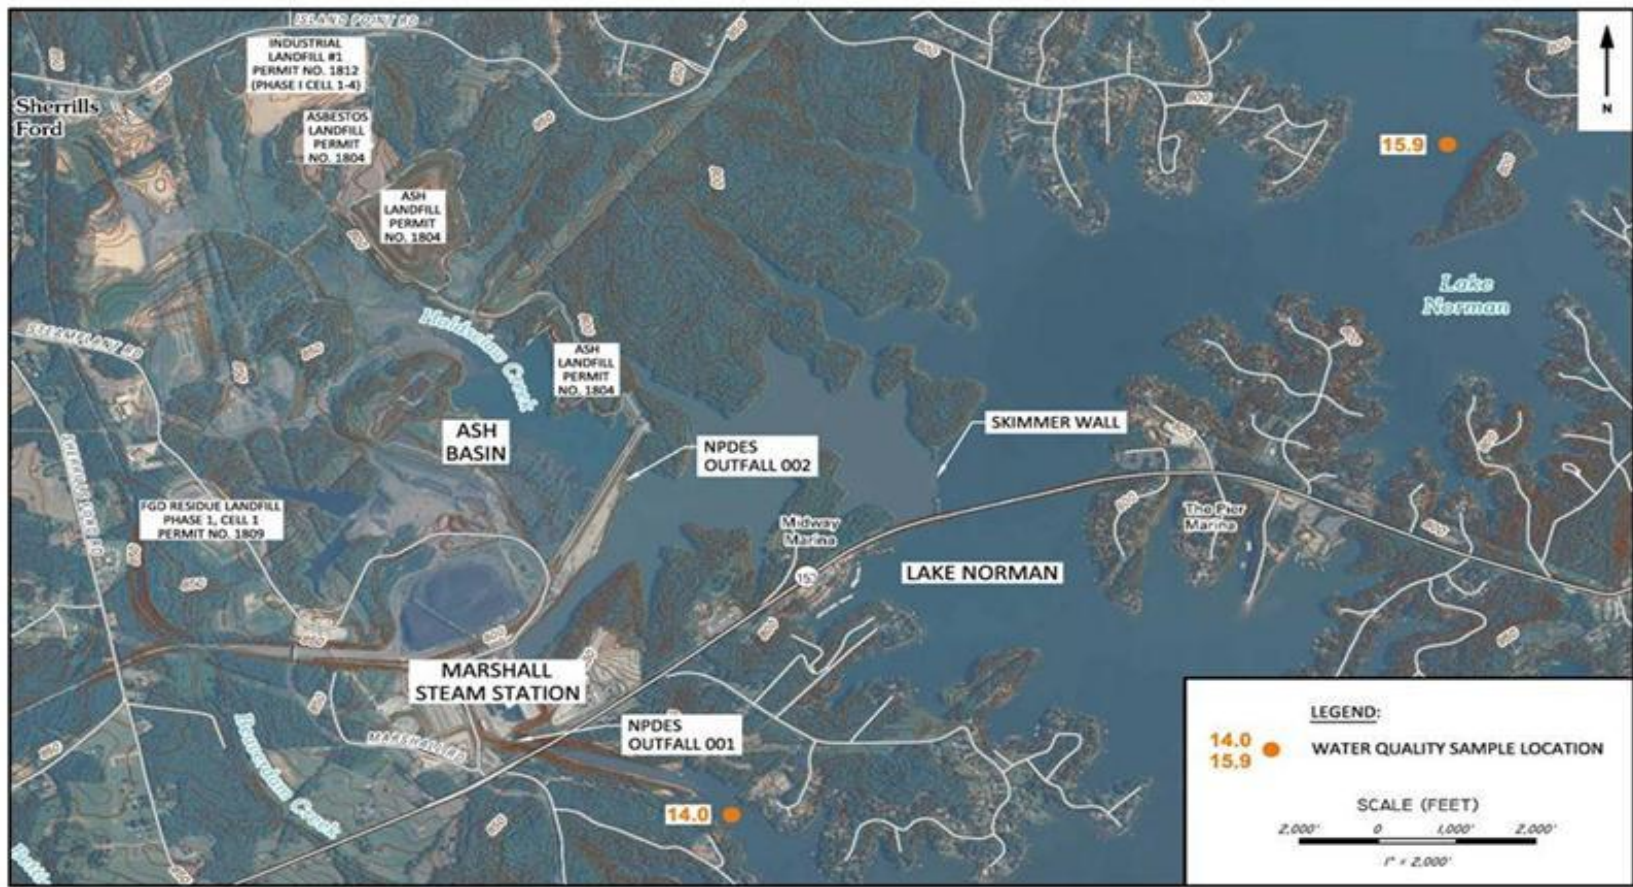 ISLAND POINT RD
INDUSTRIAL
LANDFILL #1
PERMIT NO. 1812
(PHASE I CELL 1-4)
Sherrills
Ford
ASBESTOS
LANDFILL
PERMIT
NO. 1804
ASH
LANDFILL
PERMIT
NO. 1804
15.9
N
Lake
Norman
STEAMPLANT RD
Holdsclaw Creek
ASH
LANDFILL
PERMIT
NO. 1804
ASH
BASIN
NPDES
OUTFALL 002
SKIMMER WALL
FGD RESIDUE LANDFILL
PHASE 1, CELL 1
PERMIT NO. 1809
Midway
Marina
The Pier
Marina
LAKE NORMAN
MARSHALL
STEAM STATION
NPDES
OUTFALL 001
MARSHALL RD
14.0
LEGEND:
14.0
15.9
WATER QUALITY SAMPLE LOCATION
SCALE (FEET)
2,000' 0 1,000' 2,000'
1" = 2,000'